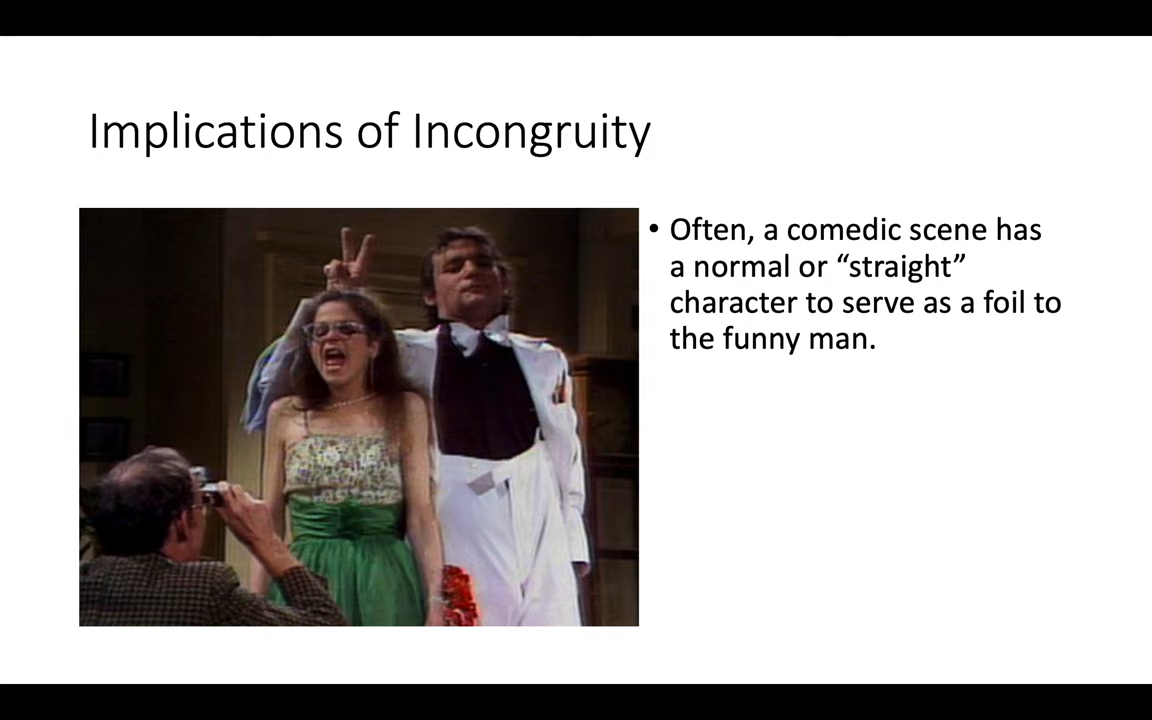 Implications of Incongruity
• Often, a comedic scene has
a normal or “straight”
character to serve as a foil to
the funny man.